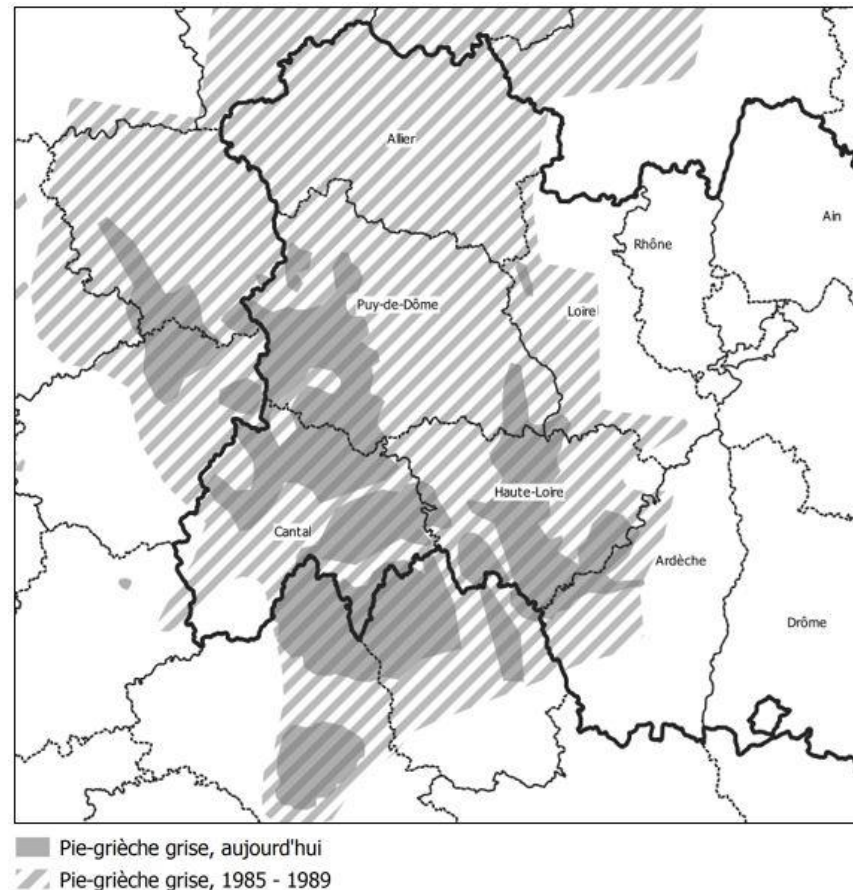 Allier
Ain
Rhône
Puy-de-Dôme
Loire
Haute-Loire
Cantal
Ardèche
Drôme
Pie-grièche grise, aujourd'hui
Pie-grièche grise, 1985 - 1989